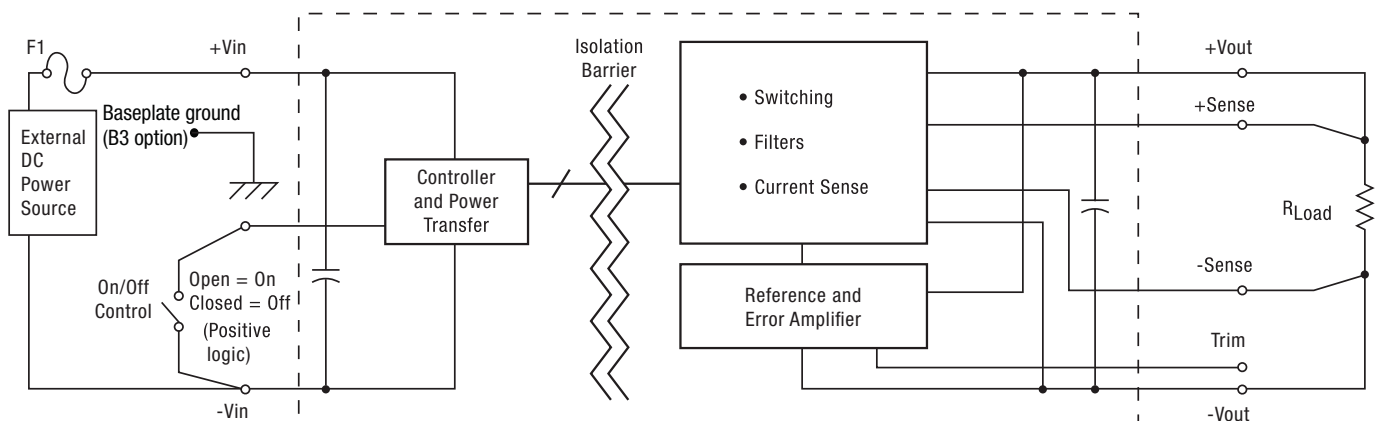 F1
+Vin
External
DC
Power
Source
Baseplate ground
(B3 option)
On/Off
Control
Open = On
Closed = Off
(Positive
logic)
-Vin
Controller
and Power
Transfer
Isolation
Barrier
• Switching
• Filters
• Current Sense
Reference and
Error Amplifier
+Vout
+Sense
RLoad
-Sense
Trim
-Vout